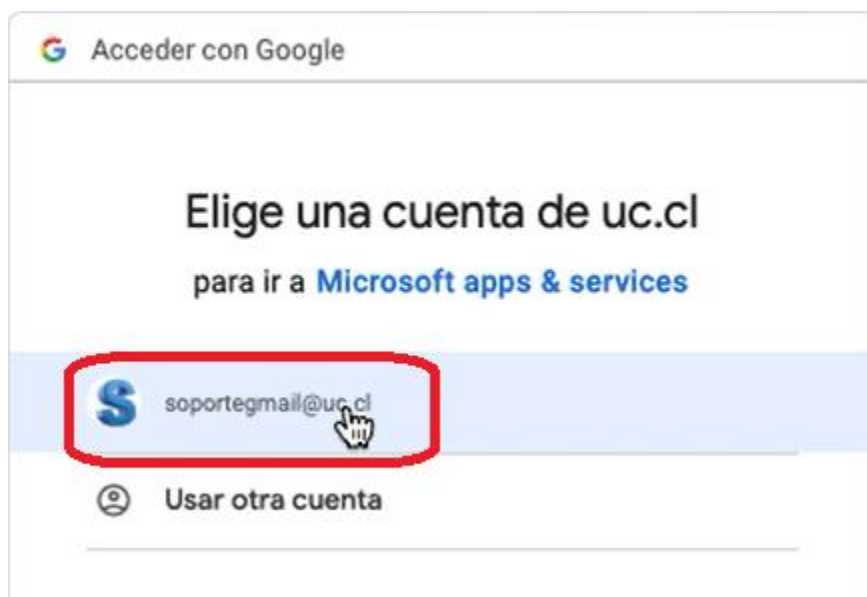 Acceder con Google
Elige una cuenta de uc.cl
para ir a Microsoft apps & services
soportegmail@uc.cl
Usar otra cuenta